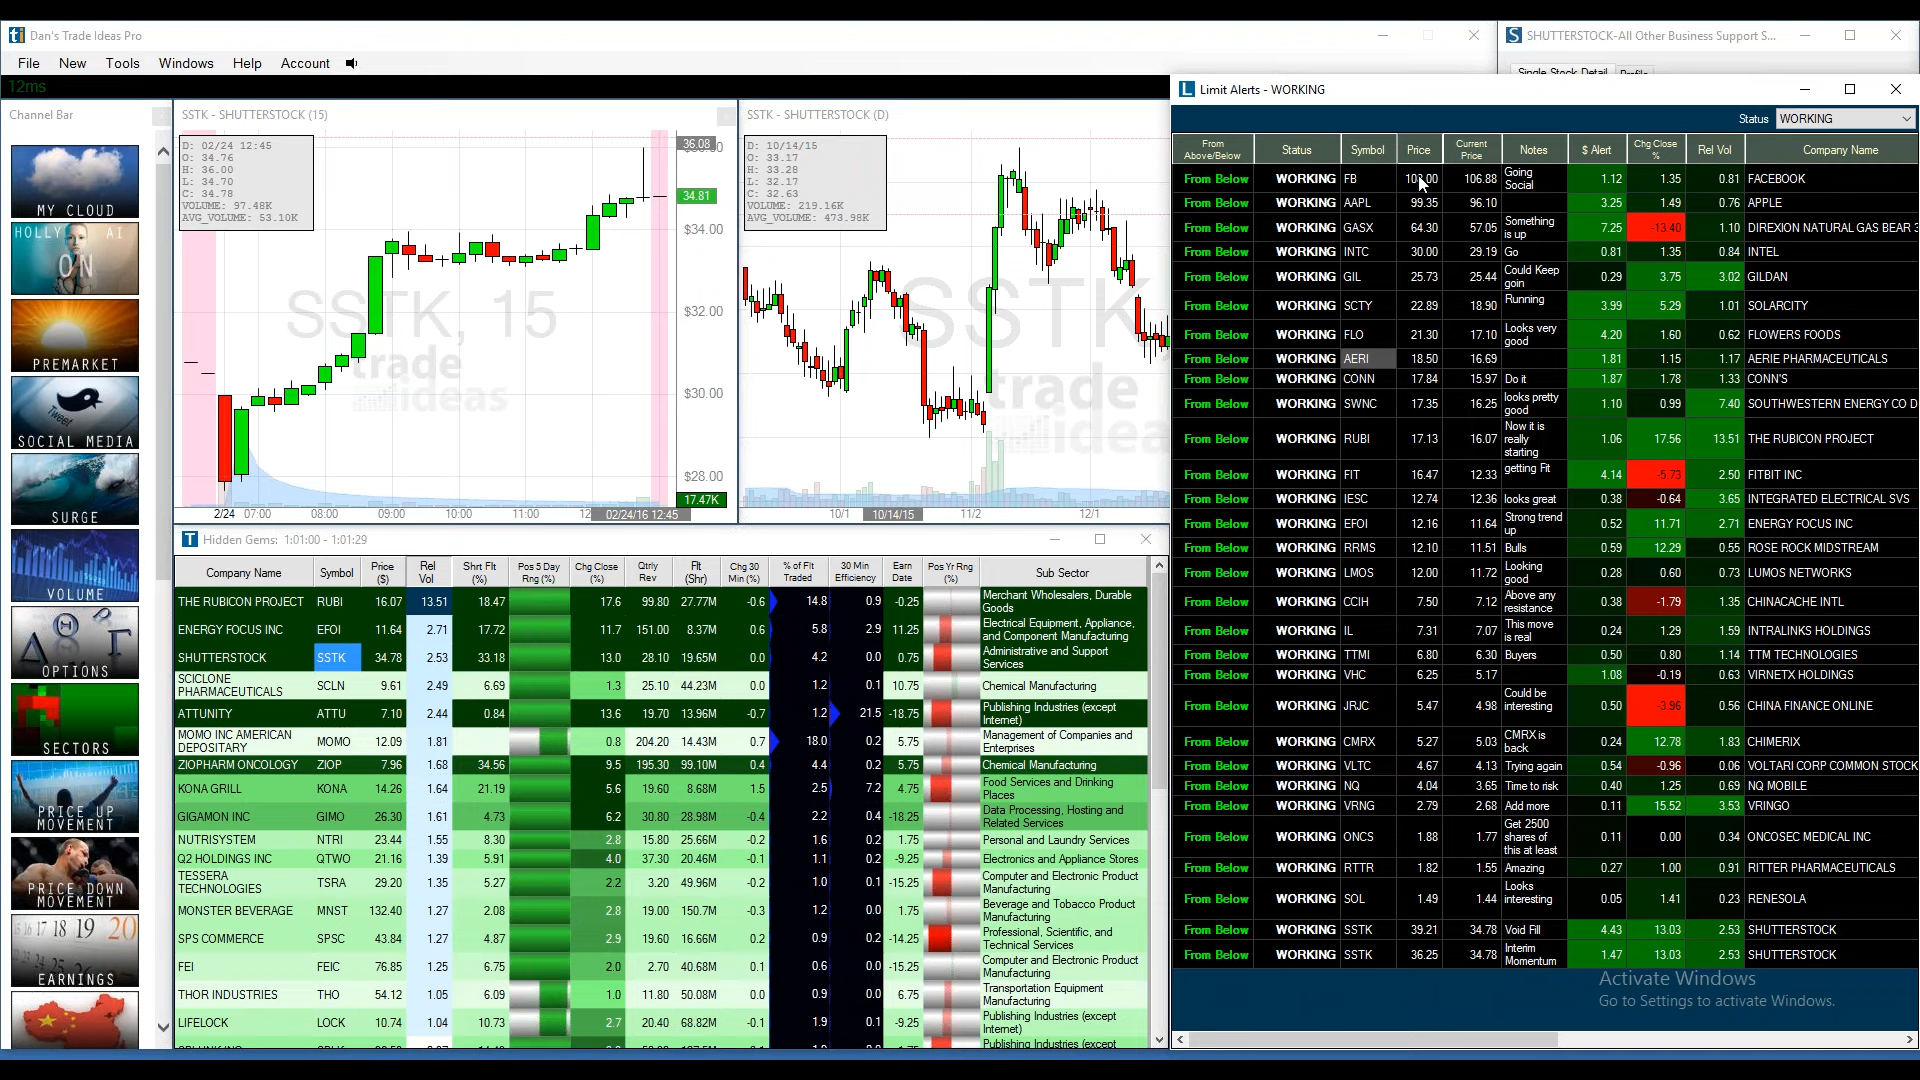 Dan's Trade Ideas Pro
SHUTTERSTOCK-All Other Business Support S...
File New Tools Windows Help Account
Single Stock Detail Profile
12ms
Limit Alerts - WORKING
Channel Bar
SSTK - SHUTTERSTOCK (15)
SSTK - SHUTTERSTOCK (D)
Status WORKING
MY CLOUD
HOLLY AI
ON
PREMARKET
Tweet
SOCIAL MEDIA
SURGE
VOLUME
OPTIONS
SECTORS
PRICE UP
MOVEMENT
PRICE DOWN
MOVEMENT
17 18 19 20
EARNINGS
D: 02/24 12:45
O: 34.76
H: 36.00
L: 34.70
C: 34.78
VOLUME: 97.48K
AVG_VOLUME: 53.10K
SSTK, 15
trade
ideas
36.08
34.81
$34.00
$32.00
$30.00
$28.00
17.47K
2/24 07:00 08:00 09:00 10:00 11:00 02/24/16 12:45
D: 10/14/15
O: 33.17
H: 33.28
L: 32.17
C: 32.63
VOLUME: 219.16K
AVG_VOLUME: 473.98K
SSTK
trade
ideas
10/1 10/14/15 11/2 12/1
Hidden Gems: 1:01:00 - 1:01:29
Company Name Symbol Price ($) Rel Vol Shrt Flt (%) Pos 5 Day Rng (%) Chg Close (%) Qtrly Rev Flt (Shr) Chg 30 Min (%) % of Flt Traded 30 Min Efficiency Earn Date Pos Yr Rng (%) Sub Sector
THE RUBICON PROJECT RUBI 16.07 13.51 18.47 17.6 99.80 27.77M -0.6 14.8 0.9 -0.25 Merchant Wholesalers, Durable Goods
ENERGY FOCUS INC EFOI 11.64 2.71 17.72 11.7 151.00 8.37M 0.6 5.8 2.9 11.25 Electrical Equipment, Appliance, and Component Manufacturing
SHUTTERSTOCK SSTK 34.78 2.53 33.18 13.0 28.10 19.65M 0.0 4.2 0.0 0.75 Administrative and Support Services
SCICLONE PHARMACEUTICALS SCLN 9.61 2.49 6.69 1.3 25.10 44.23M 0.0 1.2 0.1 10.75 Chemical Manufacturing
ATTUNITY ATTU 7.10 2.44 0.84 13.6 19.70 13.96M -0.7 1.2 21.5 -18.75 Publishing Industries (except Internet)
MOMO INC AMERICAN DEPOSITARY MOMO 12.09 1.81 0.8 204.20 14.43M 0.7 18.0 0.2 5.75 Management of Companies and Enterprises
ZIOPHARM ONCOLOGY ZIOP 7.96 1.68 34.56 9.5 195.30 99.10M 0.4 4.4 0.2 5.75 Chemical Manufacturing
KONA GRILL KONA 14.26 1.64 21.19 5.6 19.60 8.68M 1.5 2.5 7.2 4.75 Food Services and Drinking Places
GIGAMON INC GIMO 26.30 1.61 4.73 6.2 30.80 28.98M -0.4 2.2 0.4 -18.25 Data Processing, Hosting and Related Services
NUTRISYSTEM NTRI 23.44 1.55 8.30 2.8 15.80 25.66M -0.2 1.6 0.2 1.75 Personal and Laundry Services
Q2 HOLDINGS INC QTWO 21.16 1.39 5.91 4.0 37.30 20.46M -0.1 1.1 0.2 -9.25 Electronics and Appliance Stores
TESSERA TECHNOLOGIES TSRA 29.20 1.35 5.27 2.2 3.20 49.96M -0.2 1.0 0.1 -15.25 Computer and Electronic Product Manufacturing
MONSTER BEVERAGE MNST 132.40 1.27 2.08 2.8 19.00 150.7M -0.3 1.2 0.0 1.75 Beverage and Tobacco Product Manufacturing
SPS COMMERCE SPSC 43.84 1.27 4.87 2.9 19.60 16.66M 0.2 0.9 0.2 -14.25 Professional, Scientific, and Technical Services
FEI FEIC 76.85 1.25 6.75 2.0 2.70 40.68M 0.1 0.6 0.0 -15.25 Computer and Electronic Product Manufacturing
THOR INDUSTRIES THO 54.12 1.05 6.09 1.0 11.80 50.08M 0.0 0.9 0.0 6.75 Transportation Equipment Manufacturing
LIFELOCK LOCK 10.74 1.04 10.73 2.7 20.40 68.82M -0.1 1.9 0.1 -9.25 Publishing Industries (except Internet)
Publishing Industries (except
From Above/Below Status Symbol Price Current Price Notes $ Alert Chg Close % Rel Vol Company Name
From Below WORKING FB 106.88 Going Social 1.12 1.35 0.81 FACEBOOK
From Below WORKING AAPL 99.35 96.10 3.25 1.49 0.76 APPLE
From Below WORKING GASX 64.30 57.05 Something is up 7.25 -13.40 1.10 DIREXION NATURAL GAS BEAR 3
From Below WORKING INTC 30.00 29.19 Go 0.81 1.35 0.84 INTEL
From Below WORKING GIL 25.73 25.44 Could Keep goin 0.29 3.75 3.02 GILDAN
From Below WORKING SCTY 22.89 18.90 Running 3.99 5.29 1.01 SOLARCITY
From Below WORKING FLO 21.30 17.10 Looks very good 4.20 1.60 0.62 FLOWERS FOODS
From Below WORKING AERI 18.50 16.69 1.81 1.15 1.17 AERIE PHARMACEUTICALS
From Below WORKING CONN 17.84 15.97 Do it 1.87 1.78 1.33 CONN'S
From Below WORKING SWNC 17.35 16.25 looks pretty good 1.10 0.99 7.40 SOUTHWESTERN ENERGY CO D
From Below WORKING RUBI 17.13 16.07 Now it is really starting 1.06 17.56 13.51 THE RUBICON PROJECT
From Below WORKING FIT 16.47 12.33 getting Fit 4.14 -5.73 2.50 FITBIT INC
From Below WORKING IESC 12.74 12.36 looks great 0.38 -0.64 3.65 INTEGRATED ELECTRICAL SVS
From Below WORKING EFOI 12.16 11.64 Strong trend up 0.52 11.71 2.71 ENERGY FOCUS INC
From Below WORKING RRMS 12.10 11.51 Bulls 0.59 12.29 0.55 ROSE ROCK MIDSTREAM
From Below WORKING LMOS 12.00 11.72 Looking good 0.28 0.60 0.73 LUMOS NETWORKS
From Below WORKING CCIH 7.50 7.12 Above any resistance 0.38 -1.79 1.35 CHINACACHE INTL
From Below WORKING IL 7.31 7.07 This move is real 0.24 1.29 1.59 INTRALINKS HOLDINGS
From Below WORKING TTMI 6.80 6.30 Buyers 0.50 0.80 1.14 TTM TECHNOLOGIES
From Below WORKING VHC 6.25 5.17 1.08 -0.19 0.63 VIRNETX HOLDINGS
From Below WORKING JRJC 5.47 4.98 Could be interesting 0.50 -3.96 0.56 CHINA FINANCE ONLINE
From Below WORKING CMRX 5.27 5.03 CMRX is back 0.24 12.78 1.83 CHIMERIX
From Below WORKING VLTC 4.67 4.13 Trying again 0.54 -0.96 0.06 VOLTARI CORP COMMON STOCK
From Below WORKING NQ 4.04 3.65 Time to risk 0.40 1.25 0.69 NQ MOBILE
From Below WORKING VRNG 2.79 2.68 Add more 0.11 15.52 3.53 VRINGO
From Below WORKING ONCS 1.88 1.77 Get 2500 shares of this at least 0.11 0.00 0.34 ONCOSEC MEDICAL INC
From Below WORKING RTTR 1.82 1.55 Amazing 0.27 1.00 0.91 RITTER PHARMACEUTICALS
From Below WORKING SOL 1.49 1.44 Looks interesting 0.05 1.41 0.23 RENESOLA
From Below WORKING SSTK 39.21 34.78 Void Fill 4.43 13.03 2.53 SHUTTERSTOCK
From Below WORKING SSTK 36.25 34.78 Interim Momentum 1.47 13.03 2.53 SHUTTERSTOCK
Activate Windows
Go to Settings to activate Windows.